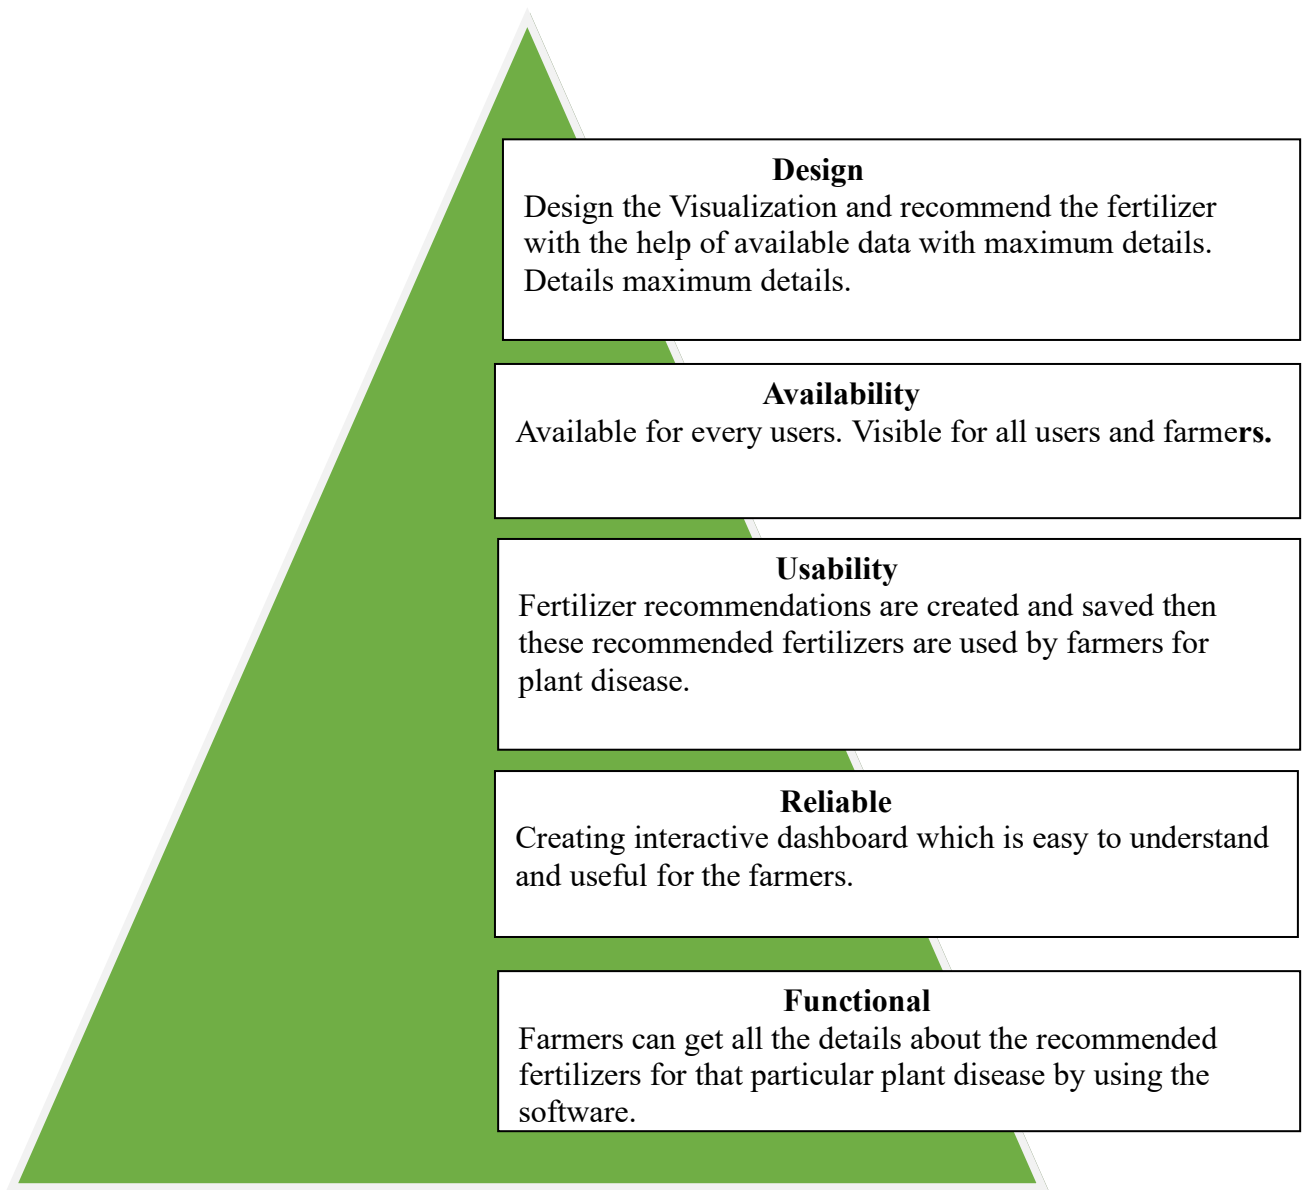 Design
Design the Visualization and recommend the fertilizer
with the help of available data with maximum details.
Details maximum details.
Availability
Available for every users. Visible for all users and farmers.
Usability
Fertilizer recommendations are created and saved then
these recommended fertilizers are used by farmers for
plant disease.
Reliable
Creating interactive dashboard which is easy to understand
and useful for the farmers.
Functional
Farmers can get all the details about the recommended
fertilizers for that particular plant disease by using the
software.